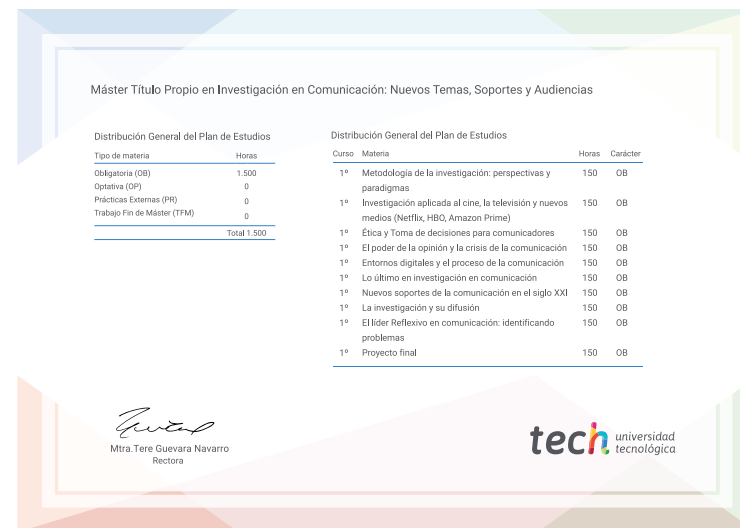 Máster Título Propio en Investigación en Comunicación: Nuevos Temas, Soportes y Audiencias
Distribución General del Plan de Estudios
Tipo de materia Horas
Obligatoria (OB) 1.500
Optativa (OP) 0
Prácticas Externas (PR) 0
Trabajo Fin de Máster (TFM) 0
Total 1.500
Distribución General del Plan de Estudios
Curso Materia Horas Carácter
1º Metodología de la investigación: perspectivas y 150 OB
paradigmas
1º Investigación aplicada al cine, la televisión y nuevos 150 OB
medios (Netflix, HBO, Amazon Prime)
1º Ética y Toma de decisiones para comunicadores 150 OB
1º El poder de la opinión y la crisis de la comunicación 150 OB
1º Entornos digitales y el proceso de la comunicación 150 OB
1º Lo último en investigación en comunicación 150 OB
1º Nuevos soportes de la comunicación en el siglo XXI 150 OB
1º La investigación y su difusión 150 OB
1º El líder Reflexivo en comunicación: identificando 150 OB
problemas
1º Proyecto final 150 OB
Mtra.Tere Guevara Navarro
Rectora
tech universidad
tecnológica